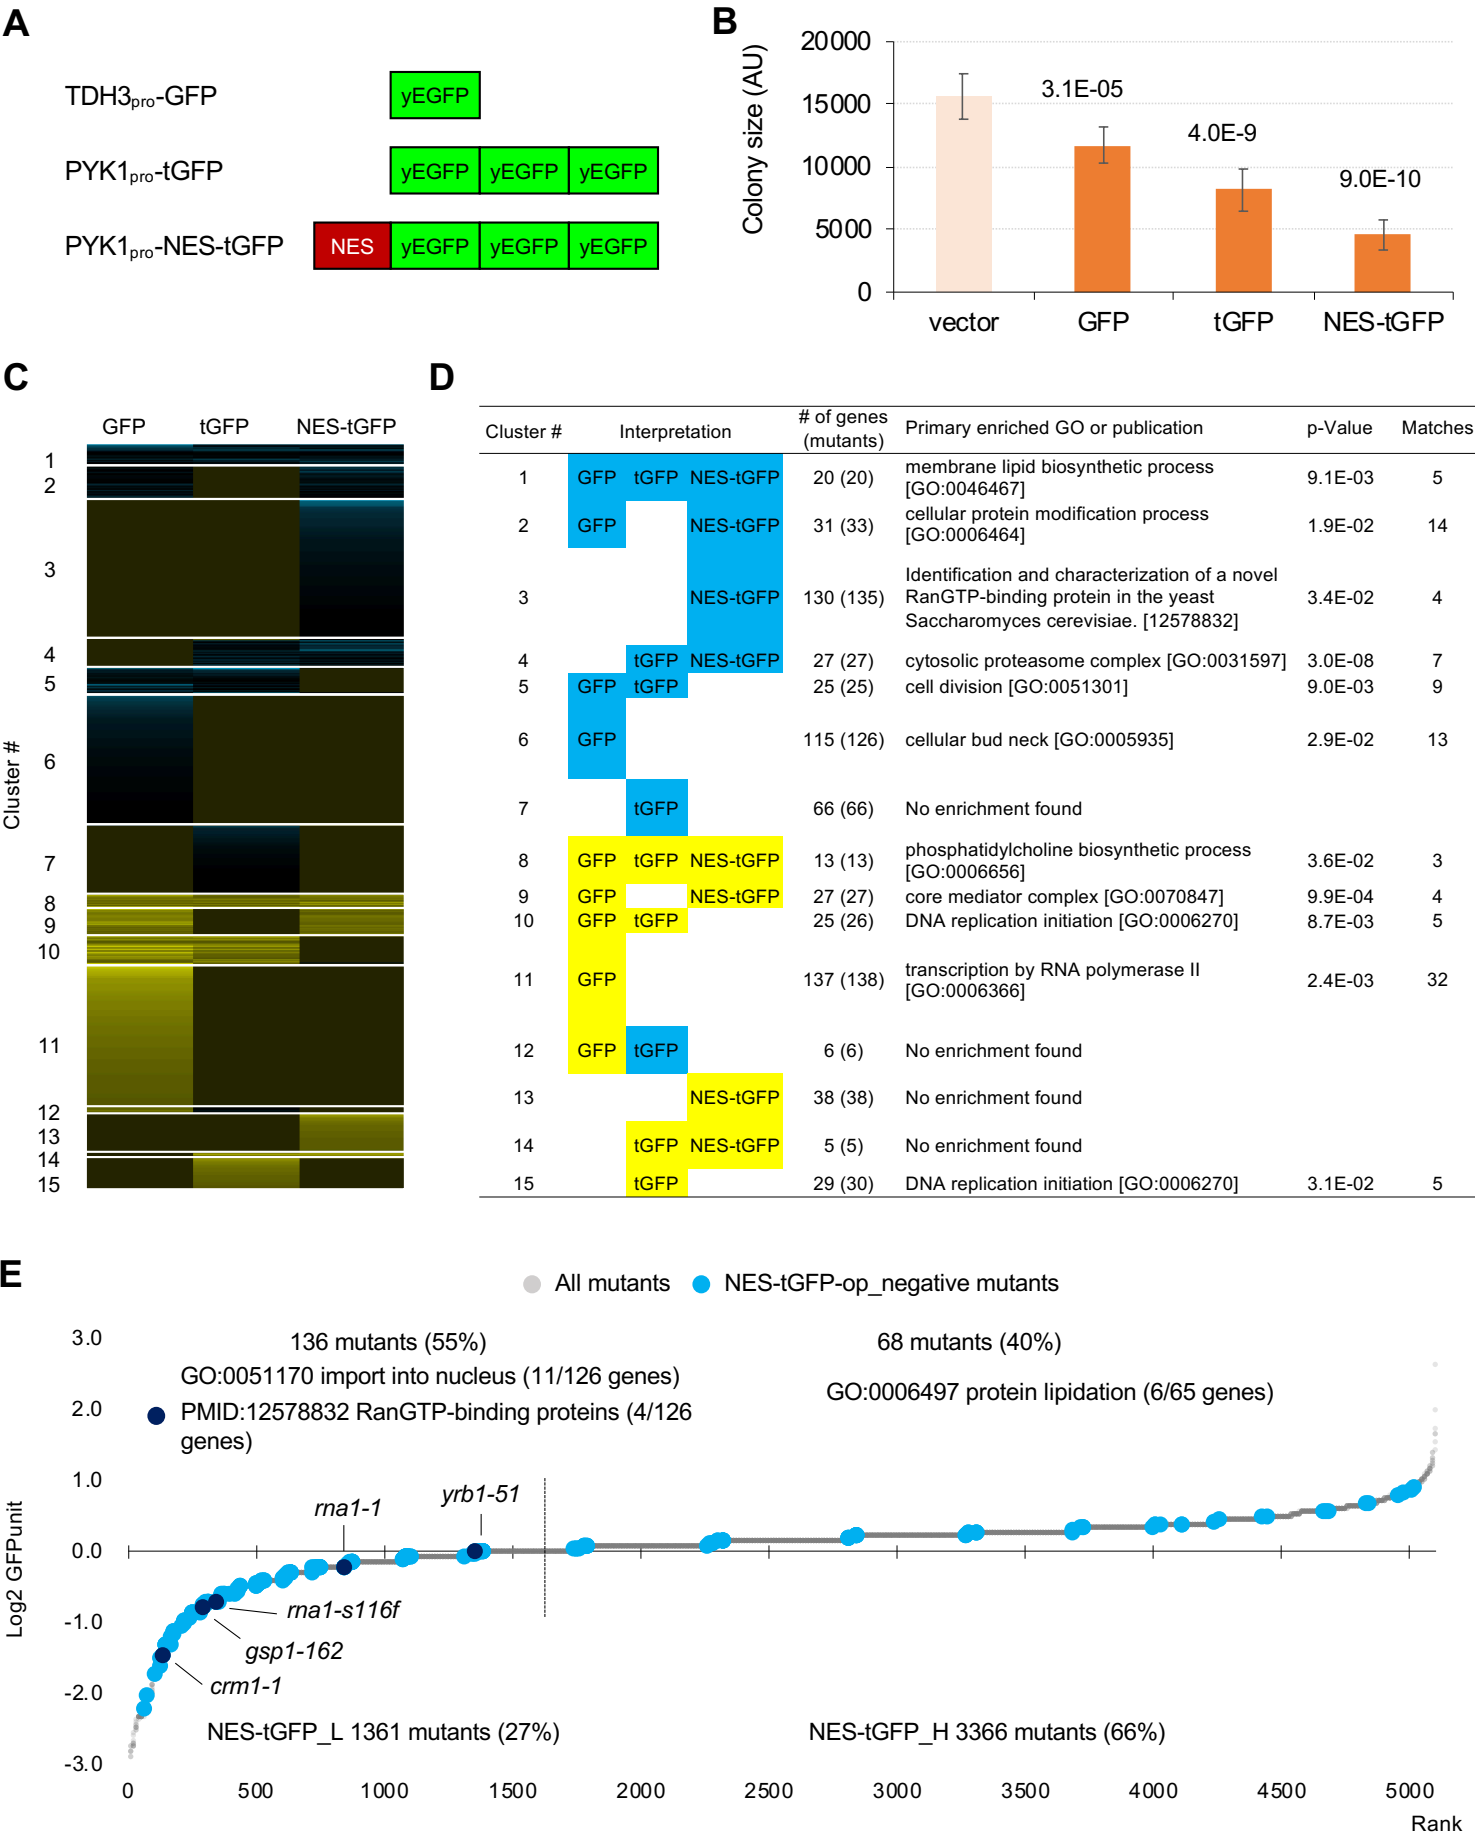 A
TDH3pro-GFP
yEGFP
PYK1pro-tGFP
yEGFP yEGFP yEGFP
PYK1pro-NES-tGFP
NES yEGFP yEGFP yEGFP
B
Colony size (AU)
20000
15000
10000
5000
0
3.1E-05
4.0E-9
9.0E-10
vector GFP tGFP NES-tGFP
C
GFP tGFP NES-tGFP
Cluster #
1
2
3
4
5
6
7
8
9
10
11
12
13
14
15
D
Cluster # Interpretation # of genes (mutants) Primary enriched GO or publication p-Value Matches
1 GFP tGFP NES-tGFP 20 (20) membrane lipid biosynthetic process [GO:0046467] 9.1E-03 5
2 GFP NES-tGFP 31 (33) cellular protein modification process [GO:0006464] 1.9E-02 14
3 NES-tGFP 130 (135) Identification and characterization of a novel RanGTP-binding protein in the yeast Saccharomyces cerevisiae. [12578832] 3.4E-02 4
4 tGFP NES-tGFP 27 (27) cytosolic proteasome complex [GO:0031597] 3.0E-08 7
5 GFP tGFP 25 (25) cell division [GO:0051301] 9.0E-03 9
6 GFP 115 (126) cellular bud neck [GO:0005935] 2.9E-02 13
7 tGFP 66 (66) No enrichment found
8 GFP tGFP NES-tGFP 13 (13) phosphatidylcholine biosynthetic process [GO:0006656] 3.6E-02 3
9 GFP NES-tGFP 27 (27) core mediator complex [GO:0070847] 9.9E-04 4
10 GFP tGFP 25 (26) DNA replication initiation [GO:0006270] 8.7E-03 5
11 GFP 137 (138) transcription by RNA polymerase II [GO:0006366] 2.4E-03 32
12 GFP tGFP 6 (6) No enrichment found
13 NES-tGFP 38 (38) No enrichment found
14 tGFP NES-tGFP 5 (5) No enrichment found
15 tGFP 29 (30) DNA replication initiation [GO:0006270] 3.1E-02 5
E
All mutants NES-tGFP-op_negative mutants
136 mutants (55%)
GO:0051170 import into nucleus (11/126 genes)
PMID:12578832 RanGTP-binding proteins (4/126
genes)
68 mutants (40%)
GO:0006497 protein lipidation (6/65 genes)
Log2 GFPunit
3.0
2.0
1.0
0.0
-1.0
-2.0
-3.0
rna1-1
yrb1-51
rna1-s116f
gsp1-162
crm1-1
NES-tGFP_L 1361 mutants (27%)
NES-tGFP_H 3366 mutants (66%)
0 500 1000 1500 2000 2500 3000 3500 4000 4500 5000
Rank